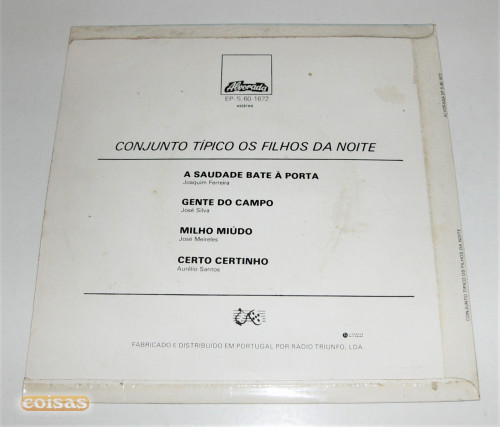 Alvorada
EP-S. 60-1672
estéreo
CONJUNTO TÍPICO OS FILHOS DA NOITE
A SAUDADE BATE À PORTA
Joaquim Ferreira
GENTE DO CAMPO
José Silva
MILHO MIÚDO
José Meireles
CERTO CERTINHO
Aurélio Santos
FABRICADO E DISTRIBUÍDO EM PORTUGAL POR RADIO TRIUNFO, LDA.
CONJUNTO TÍPICO OS FILHOS DA NOITE
coisas